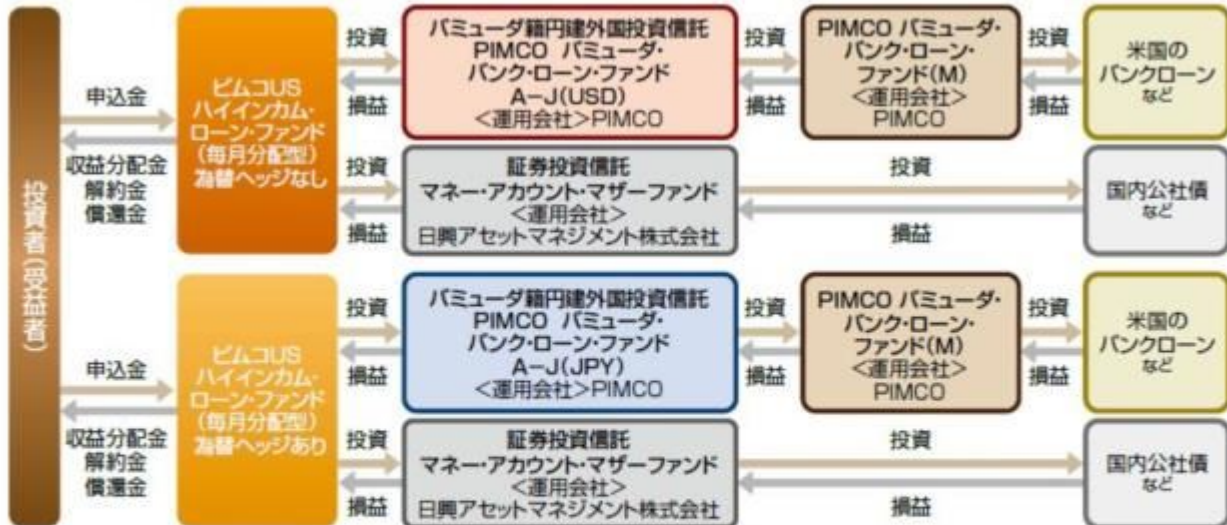 投資者(受益者)
申込金
収益分配金
解約金
償還金
ピムコUS
ハイインカム・
ローン・ファンド
(毎月分配型)
為替ヘッジなし
投資
損益
バミューダ籍円建外国投資信託
PIMCO バミューダ・
バンク・ローン・ファンド
A-J(USD)
<運用会社>PIMCO
投資
損益
PIMCO バミューダ・
バンク・ローン・
ファンド(M)
<運用会社>
PIMCO
投資
損益
米国の
バンクローン
など
投資
損益
証券投資信託
マネー・アカウント・マザーファンド
<運用会社>
日興アセットマネジメント株式会社
投資
損益
国内公社債
など
申込金
収益分配金
解約金
償還金
ピムコUS
ハイインカム・
ローン・ファンド
(毎月分配型)
為替ヘッジあり
投資
損益
バミューダ籍円建外国投資信託
PIMCO バミューダ・
バンク・ローン・ファンド
A-J(JPY)
<運用会社>PIMCO
投資
損益
PIMCO バミューダ・
バンク・ローン・
ファンド(M)
<運用会社>
PIMCO
投資
損益
米国の
バンクローン
など
投資
損益
証券投資信託
マネー・アカウント・マザーファンド
<運用会社>
日興アセットマネジメント株式会社
投資
損益
国内公社債
など